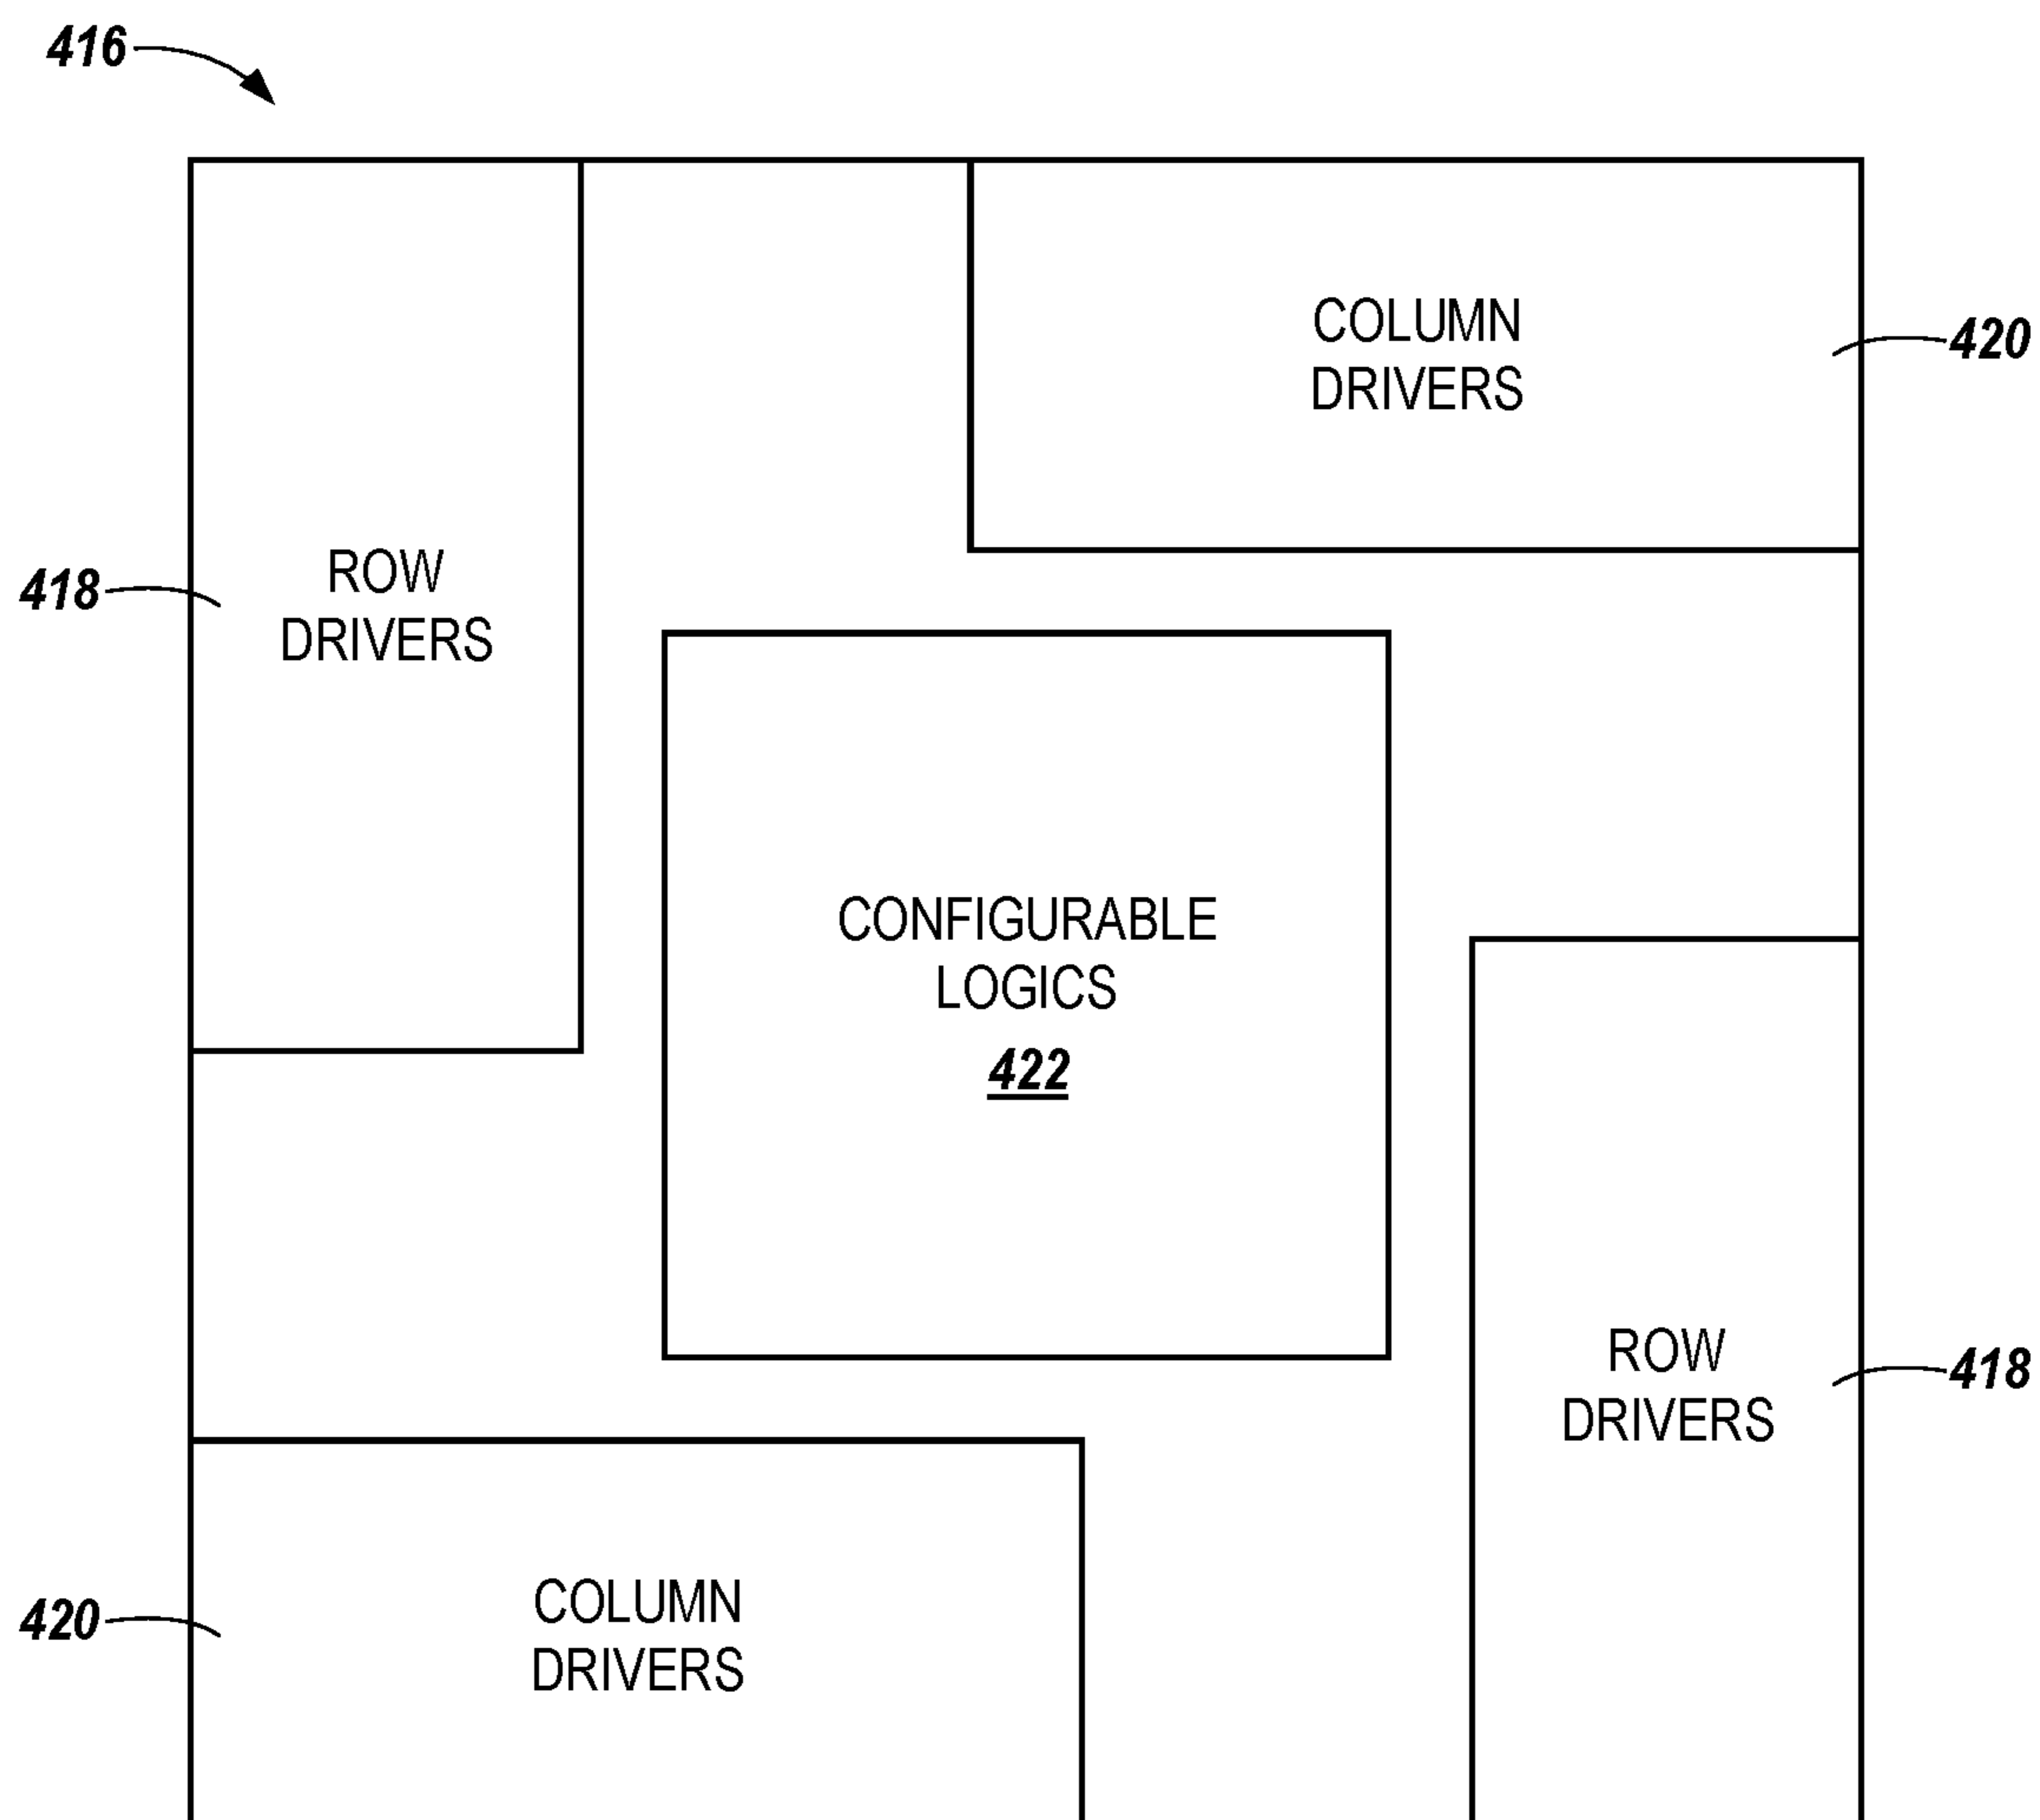 416
COLUMN
DRIVERS
420
418
ROW
DRIVERS
CONFIGURABLE
LOGICS
422
ROW
DRIVERS
418
420
COLUMN
DRIVERS